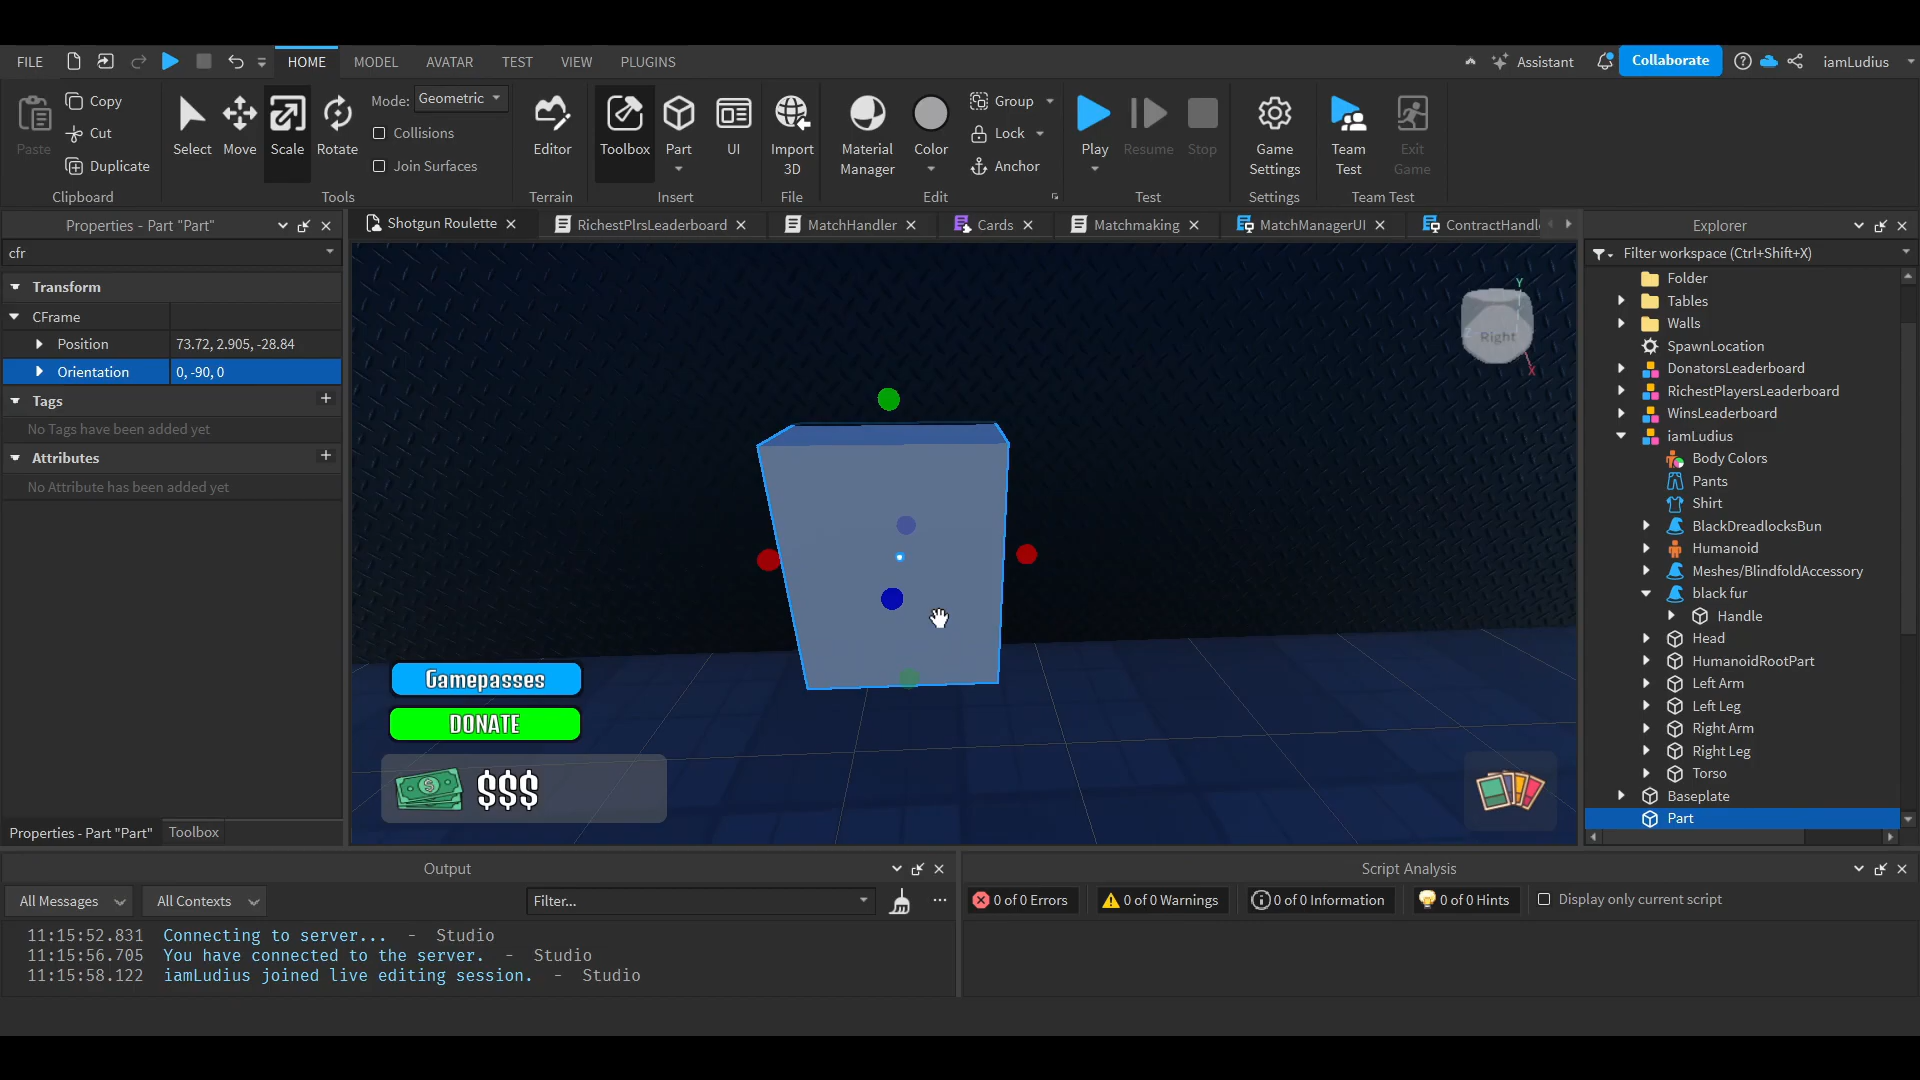 FILE HOME MODEL AVATAR TEST VIEW PLUGINS Assistant Collaborate iamLudius
Paste Copy Cut Duplicate Clipboard
Select Move Scale Rotate Mode: Geometric Collisions Join Surfaces Tools
Editor Terrain
Toolbox Part UI Insert
Import 3D File
Material Manager Color Group Lock Anchor Edit
Play Resume Stop Test
Game Settings Settings
Team Test Exit Game Team Test
Properties - Part "Part"
cfr
Transform
CFrame
Position 73.72, 2.905, -28.84
Orientation 0, -90, 0
Tags
No Tags have been added yet
Attributes
No Attribute has been added yet
Properties - Part "Part" Toolbox
Shotgun Roulette RichestPlrsLeaderboard MatchHandler Cards Matchmaking MatchManagerUI ContractHandl
Y
Right
Z
X
Gamepasses
DONATE
$$$
Explorer
Filter workspace (Ctrl+Shift+X)
Folder
Tables
Walls
SpawnLocation
DonatorsLeaderboard
RichestPlayersLeaderboard
WinsLeaderboard
iamLudius
Body Colors
Pants
Shirt
BlackDreadlocksBun
Humanoid
Meshes/BlindfoldAccessory
black fur
Handle
Head
HumanoidRootPart
Left Arm
Left Leg
Right Arm
Right Leg
Torso
Baseplate
Part
Output
All Messages All Contexts Filter...
11:15:52.831 Connecting to server... - Studio
11:15:56.705 You have connected to the server. - Studio
11:15:58.122 iamLudius joined live editing session. - Studio
Script Analysis
0 of 0 Errors 0 of 0 Warnings 0 of 0 Information 0 of 0 Hints Display only current script